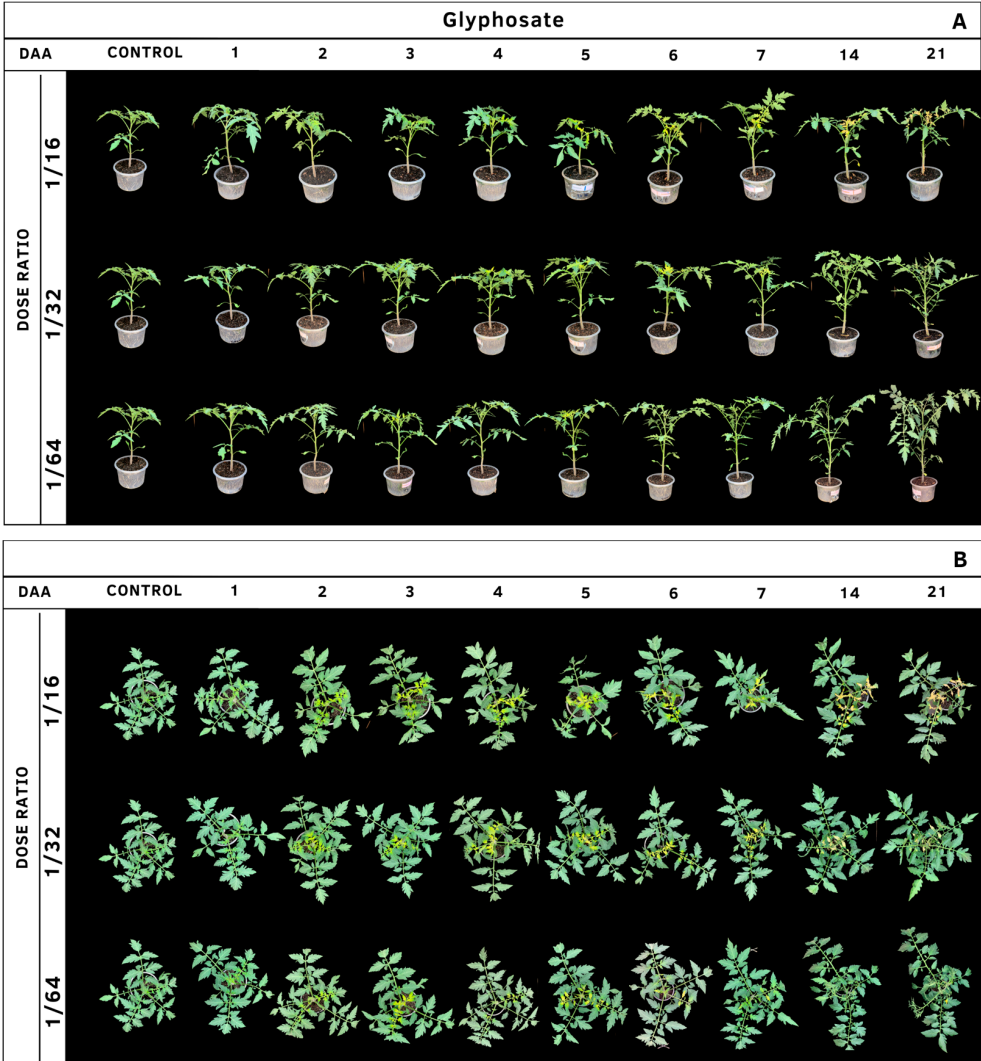 Glyphosate
A
DAA CONTROL 1 2 3 4 5 6 7 14 21
DOSE RATIO
1/16
1/32
1/64
B
DAA CONTROL 1 2 3 4 5 6 7 14 21
DOSE RATIO
1/16
1/32
1/64